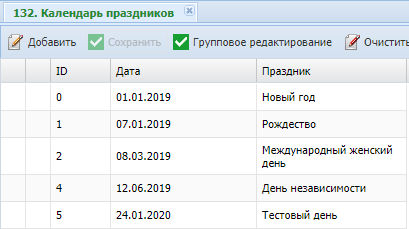 132. Календарь праздников
Добавить Сохранить Групповое редактирование Очистить
ID Дата Праздник
0 01.01.2019 Новый год
1 07.01.2019 Рождество
2 08.03.2019 Международный женский
день
4 12.06.2019 День независимости
5 24.01.2020 Тестовый день